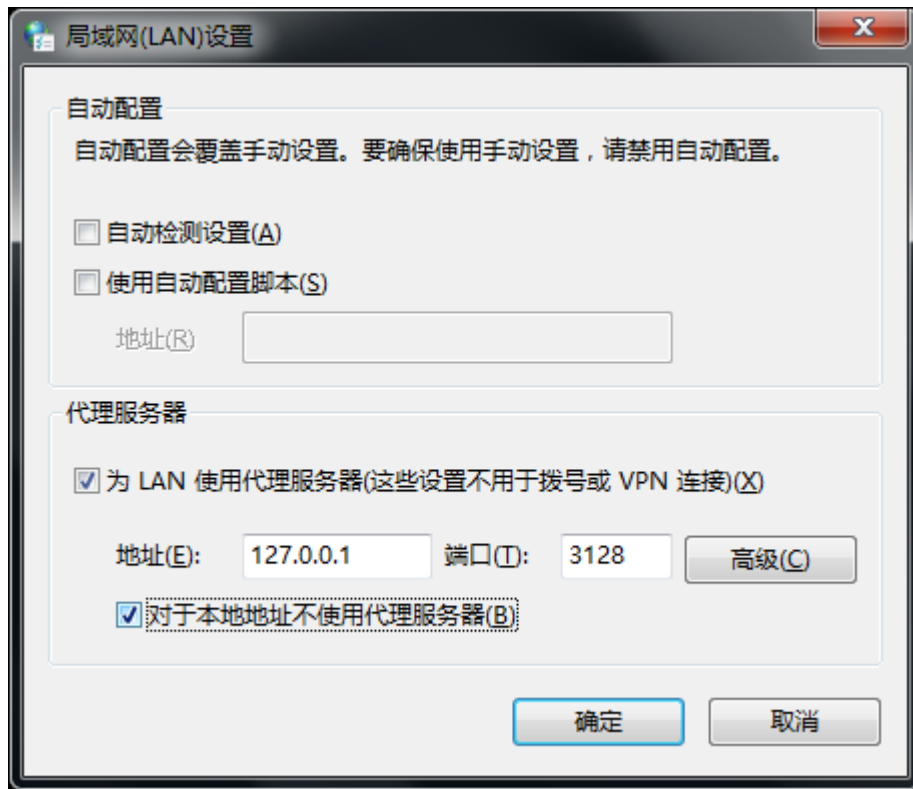 局域网(LAN)设置
自动配置
自动配置会覆盖手动设置。要确保使用手动设置，请禁用自动配置。
自动检测设置(A)
使用自动配置脚本(S)
地址(R)
代理服务器
为 LAN 使用代理服务器(这些设置不用于拨号或 VPN 连接)(X)
地址(E): 127.0.0.1 端口(T): 3128 高级(C)
对于本地地址不使用代理服务器(B)
确定 取消